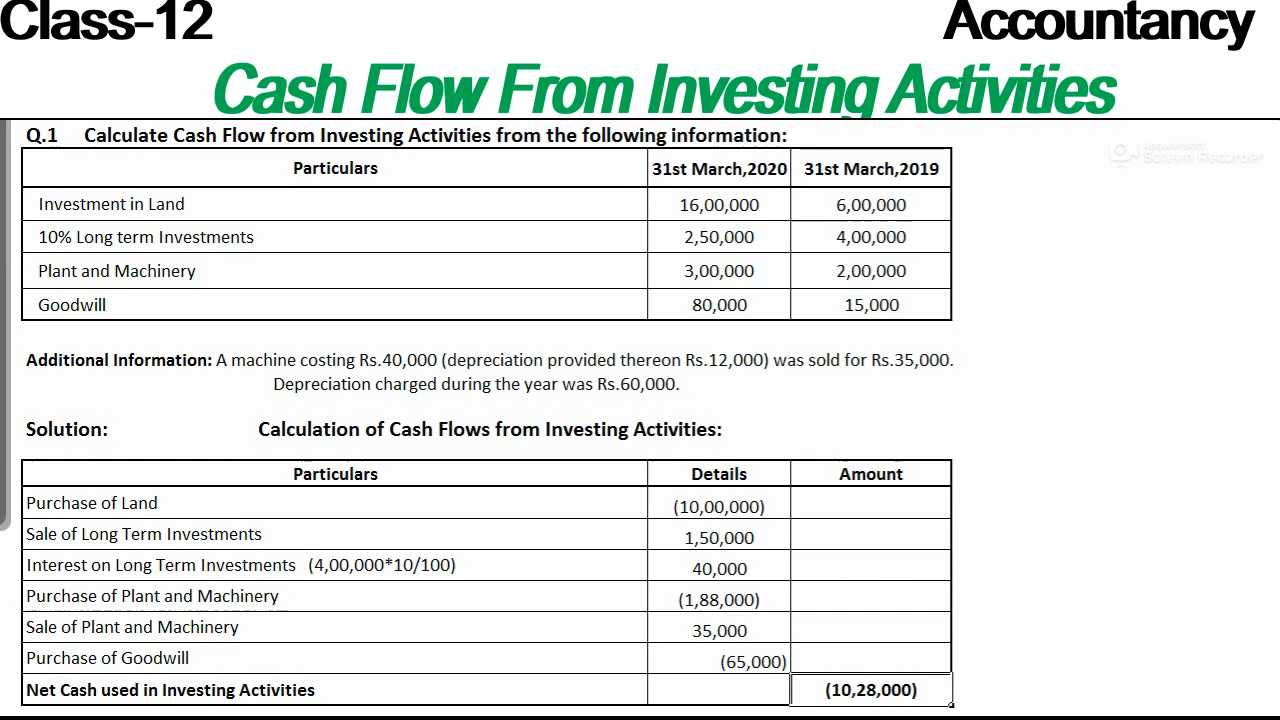 Class-12 Accountancy
Cash Flow From Investing Activities
Q.1 Calculate Cash Flow from Investing Activities from the following information:
Particulars 31st March,2020 31st March,2019
Investment in Land 16,00,000 6,00,000
10% Long term Investments 2,50,000 4,00,000
Plant and Machinery 3,00,000 2,00,000
Goodwill 80,000 15,000
Additional Information: A machine costing Rs.40,000 (depreciation provided thereon Rs.12,000) was sold for Rs.35,000.
Depreciation charged during the year was Rs.60,000.
Solution: Calculation of Cash Flows from Investing Activities:
Particulars Details Amount
Purchase of Land (10,00,000)
Sale of Long Term Investments 1,50,000
Interest on Long Term Investments (4,00,000*10/100) 40,000
Purchase of Plant and Machinery (1,88,000)
Sale of Plant and Machinery 35,000
Purchase of Goodwill (65,000)
Net Cash used in Investing Activities (10,28,000)
Screen Recorder